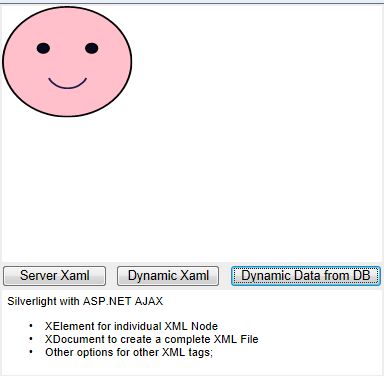 Server Xaml Dynamic Xaml Dynamic Data from DB
Silverlight with ASP.NET AJAX
• XElement for individual XML Node
• XDocument to create a complete XML File
• Other options for other XML tags;